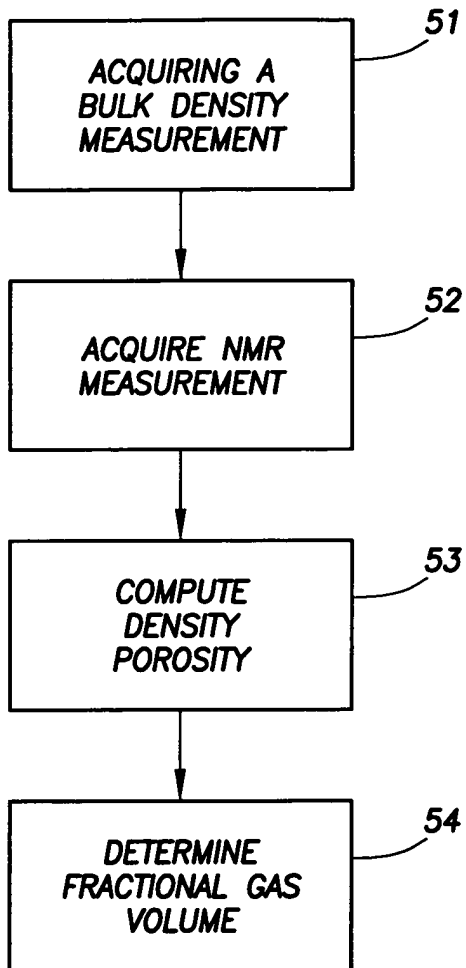 51
ACQUIRING A
BULK DENSITY
MEASUREMENT
52
ACQUIRE NMR
MEASUREMENT
53
COMPUTE
DENSITY
POROSITY
54
DETERMINE
FRACTIONAL GAS
VOLUME